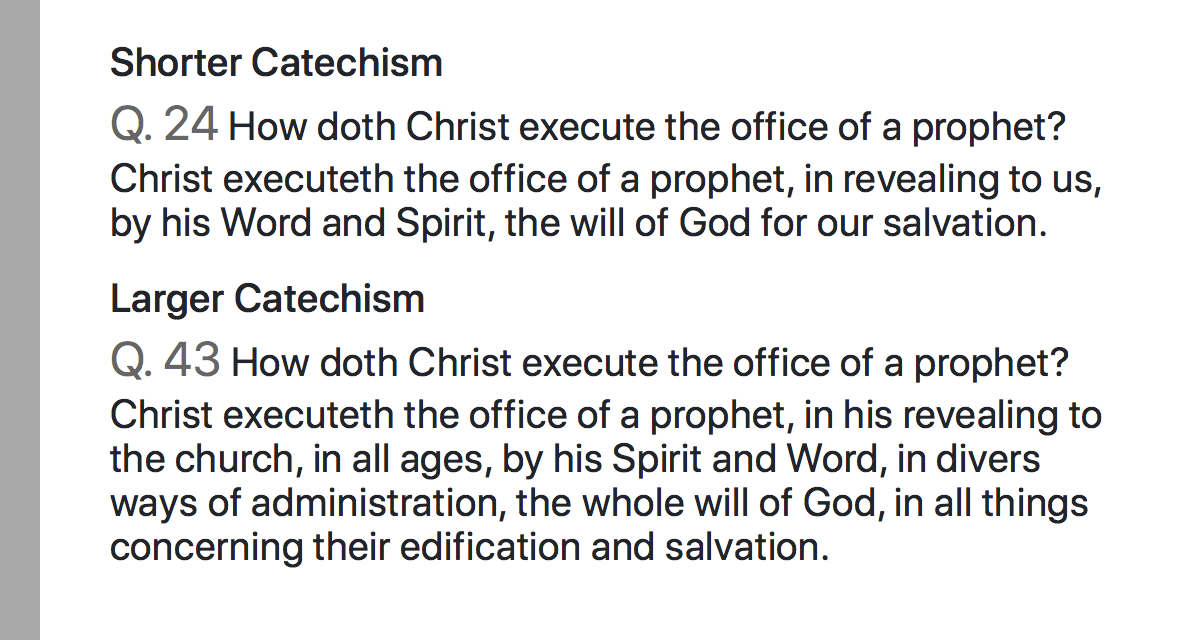 Shorter Catechism
Q. 24 How doth Christ execute the office of a prophet?
Christ executeth the office of a prophet, in revealing to us,
by his Word and Spirit, the will of God for our salvation.
Larger Catechism
Q. 43 How doth Christ execute the office of a prophet?
Christ executeth the office of a prophet, in his revealing to
the church, in all ages, by his Spirit and Word, in divers
ways of administration, the whole will of God, in all things
concerning their edification and salvation.